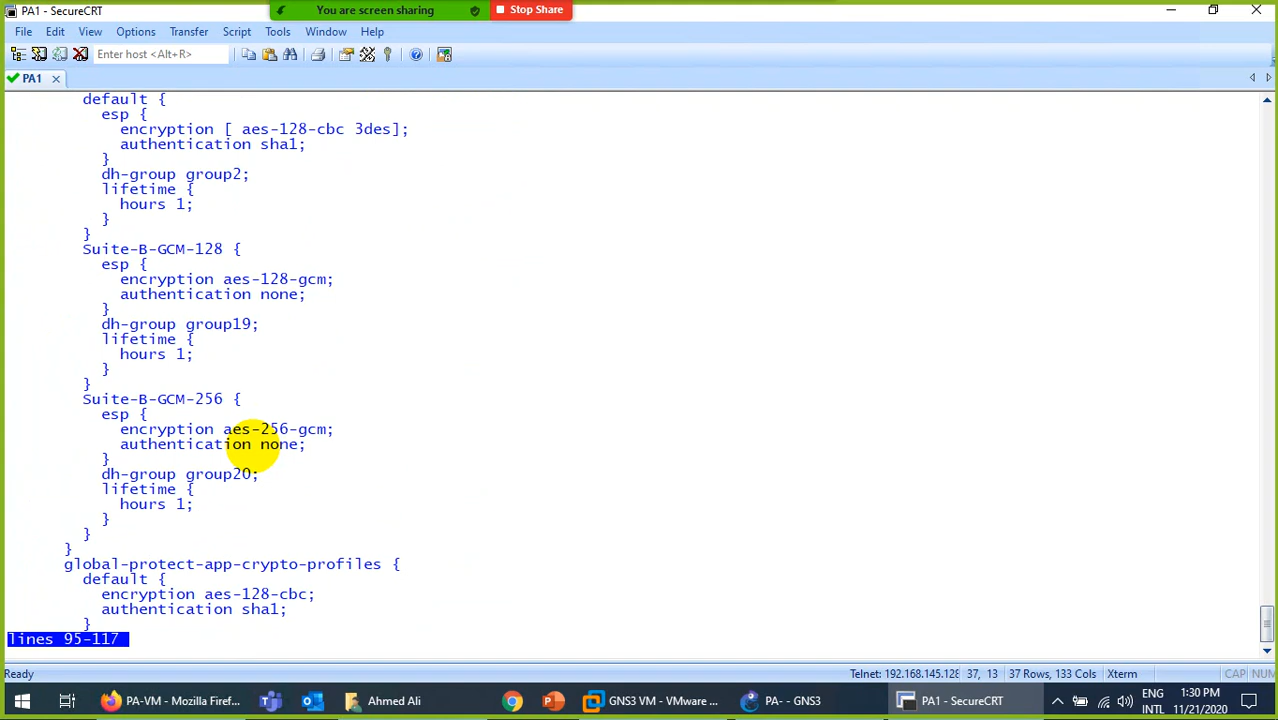 PA1 - SecureCRT
You are screen sharing
Stop Share
File Edit View Options Transfer Script Tools Window Help
Enter host <Alt+R>
PA1
default {
esp {
encryption [ aes-128-cbc 3des];
authentication sha1;
}
dh-group group2;
lifetime {
hours 1;
}
}
Suite-B-GCM-128 {
esp {
encryption aes-128-gcm;
authentication none;
}
dh-group group19;
lifetime {
hours 1;
}
}
Suite-B-GCM-256 {
esp {
encryption aes-256-gcm;
authentication none;
}
dh-group group20;
lifetime {
hours 1;
}
}
}
global-protect-app-crypto-profiles {
default {
encryption aes-128-cbc;
authentication sha1;
}
lines 95-117
Ready Telnet: 192.168.145.128 37, 13 37 Rows, 133 Cols Xterm CAP NUM
PA-VM - Mozilla Firef... Ahmed Ali GNS3 VM - VMware ... PA- - GNS3 PA1 - SecureCRT ENG INTL 1:30 PM 11/21/2020